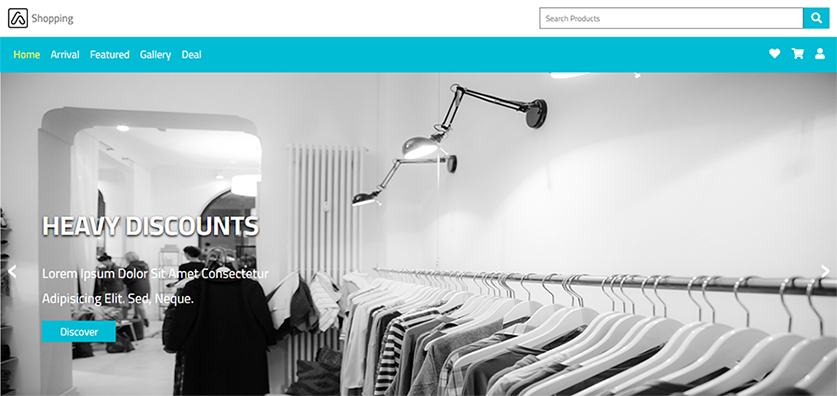 Shopping
Search Products
Home Arrival Featured Gallery Deal
HEAVY DISCOUNTS
Lorem Ipsum Dolor Sit Amet Consectetur
Adipisicing Elit. Sed, Neque.
Discover